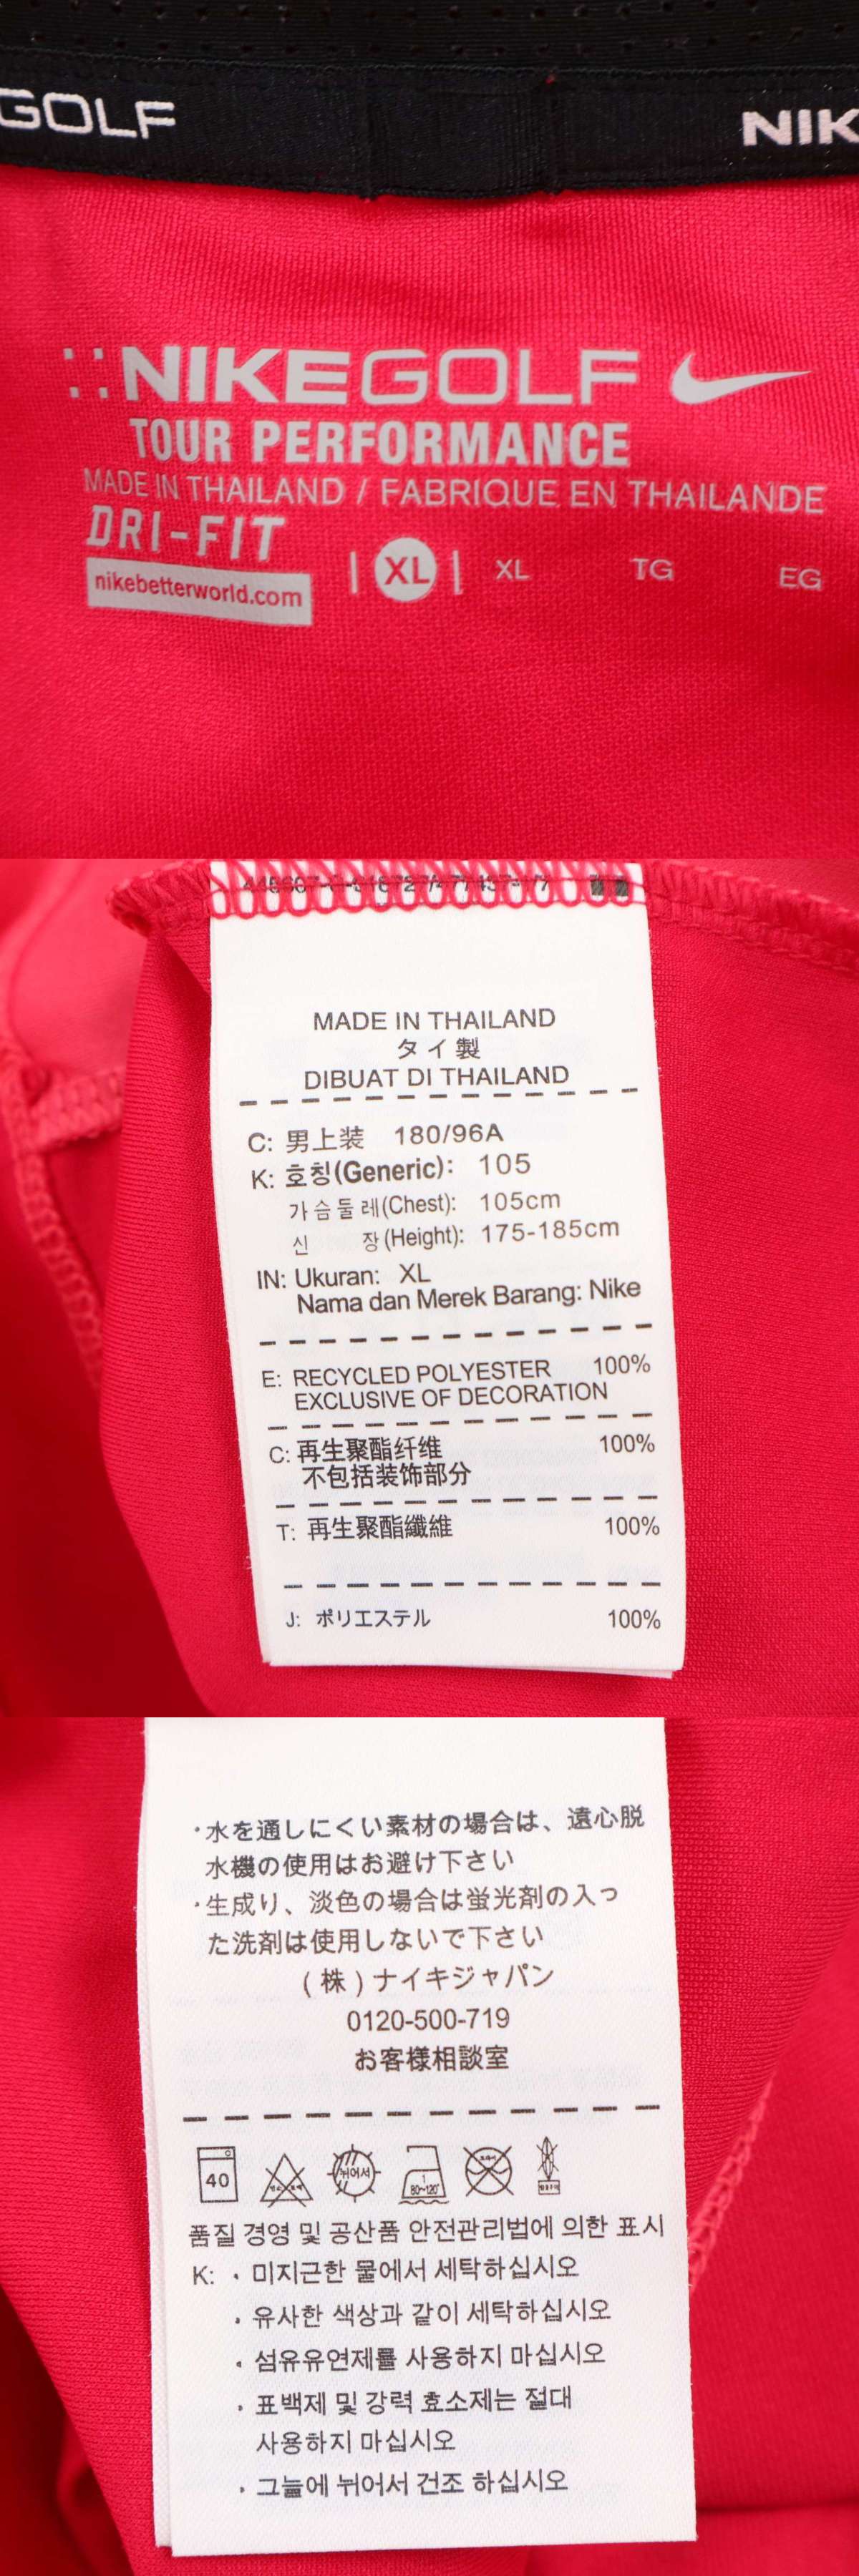 GOLF
NIK
NIKEGOLF
TOUR PERFORMANCE
MADE IN THAILAND / FABRIQUE EN THAILANDE
DRI-FIT
nikebetterworld.com
| XL | XL TG EG
MADE IN THAILAND
タイ製
DIBUAT DI THAILAND
C: 男上装 180/96A
K: 호칭(Generic): 105
가슴둘레(Chest): 105cm
신 장(Height): 175-185cm
IN: Ukuran: XL
Nama dan Merek Barang: Nike
E: RECYCLED POLYESTER 100%
EXCLUSIVE OF DECORATION
C: 再生聚酯纤维 100%
不包括装饰部分
T: 再生聚酯纖維 100%
J: ポリエステル 100%
・水を通しにくい素材の場合は、遠心脱
水機の使用はお避け下さい
・生成り、淡色の場合は蛍光剤の入っ
た洗剤は使用しないで下さい
(株)ナイキジャパン
0120-500-719
お客様相談室
40 뉘어서 1 80~120°
품질 경영 및 공산품 안전관리법에 의한 표시
K: · 미지근한 물에서 세탁하십시오
· 유사한 색상과 같이 세탁하십시오
· 섬유유연제를 사용하지 마십시오
· 표백제 및 강력 효소제는 절대
사용하지 마십시오
· 그늘에 뉘어서 건조 하십시오